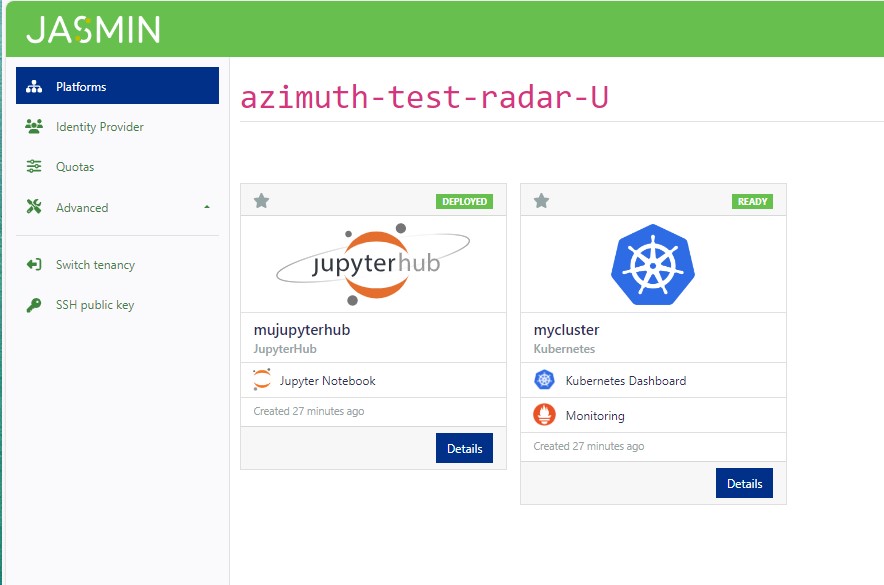 JASMIN
Platforms
Identity Provider
Quotas
Advanced
Switch tenancy
SSH public key
azimuth-test-radar-U
DEPLOYED
jupyterhub
mujupyterhub
JupyterHub
Jupyter Notebook
Created 27 minutes ago
Details
READY
mycluster
Kubernetes
Kubernetes Dashboard
Monitoring
Created 27 minutes ago
Details